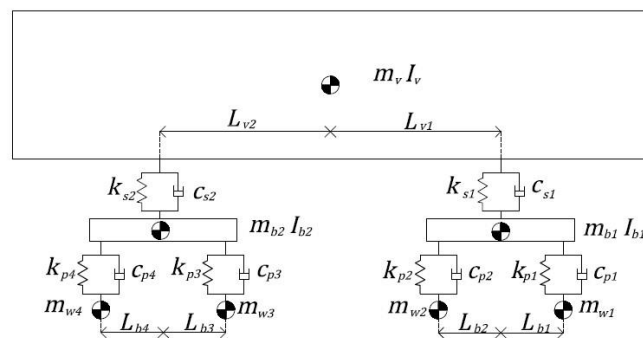 m_v I_v
L_v2 L_v1
k_s2 c_s2 k_s1 c_s1
m_b2 I_b2 m_b1 I_b1
k_p4 c_p4 k_p3 c_p3 k_p2 c_p2 k_p1 c_p1
m_w4 m_w3 m_w2 m_w1
L_b4 L_b3 L_b2 L_b1